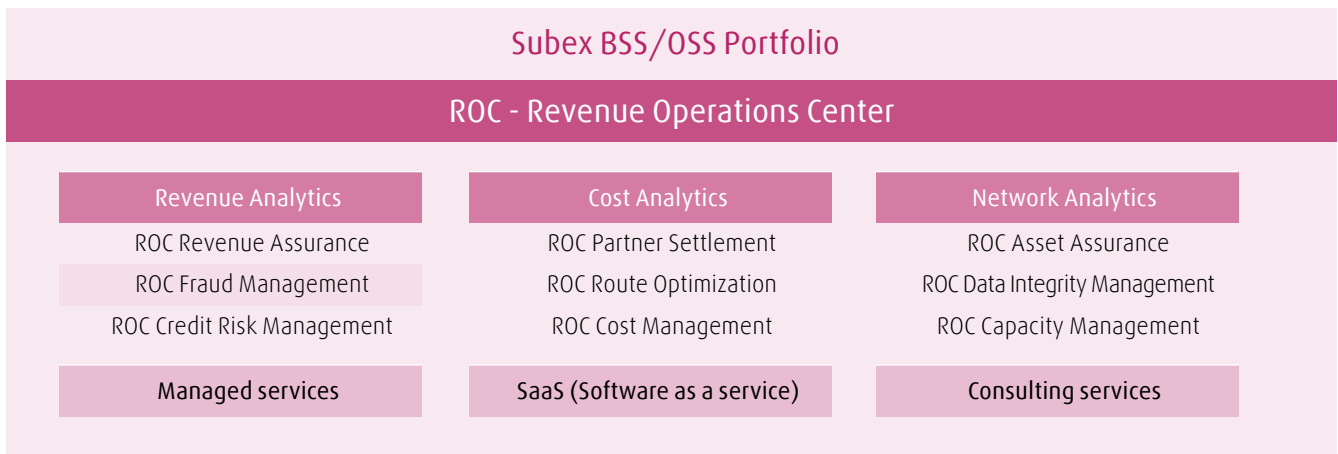 Subex BSS/OSS Portfolio
ROC - Revenue Operations Center
Revenue Analytics
ROC Revenue Assurance
ROC Fraud Management
ROC Credit Risk Management
Managed services
Cost Analytics
ROC Partner Settlement
ROC Route Optimization
ROC Cost Management
SaaS (Software as a service)
Network Analytics
ROC Asset Assurance
ROC Data Integrity Management
ROC Capacity Management
Consulting services